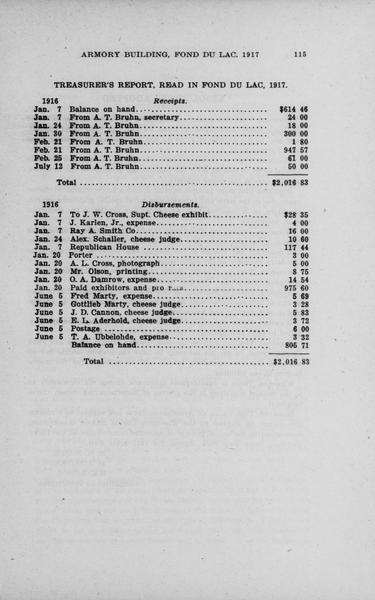 ARMORY BUILDING, FOND DU LAC. 1917 115
TREASURER'S REPORT, READ IN FOND DU LAC, 1917.
1916 Receipts.
Jan. 7 Balance on hand $614 46
Jan. 7 From A. T. Bruhn, secretary 24 00
Jan. 24 From A. T. Bruhn 18 00
Jan. 30 From A. T. Bruhn 300 00
Feb. 21 From A. T. Bruhn 1 80
Feb. 21 From A. T. Bruhn 947 57
Feb. 25 From A. T. Bruhn 61 00
July 12 From A. T. Bruhn 50 00
Total $2,016 83
1916 Disbursements.
Jan. 7 To J. W. Cross, Supt. Cheese exhibit $28 35
Jan. 7 J. Karlen, Jr., expense 4 00
Jan. 7 Ray A. Smith Co. 16 00
Jan. 24 Alex. Schaller, cheese judge 10 60
Jan. 7 Republican House 117 44
Jan. 20 Porter 3 00
Jan. 20 A. L. Cross, photograph 5 00
Jan. 20 Mr. Olson, printing 8 75
Jan. 20 O. A. Damrow, expense 14 54
Jan. 20 Paid exhibitors and pro 975 60
June 5 Fred Marty, expense 5 69
June 5 Gottlieb Marty, cheese judge 3 28
June 5 J. D. Cannon, cheese judge 5 83
June 5 E. L. Aderhold, cheese judge 3 72
June 5 Postage 6 00
June 5 T. A. Ubbelohde, expense 3 32
Balance on hand 805 71
Total $2,016 83